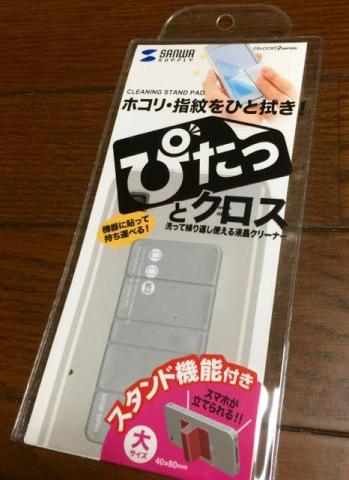 SANWA
SUPPLY
CD-CCST2series
CLEANING STAND PAD
ホコリ・指紋をひと拭き!
ぴたっ
とクロス
洗って繰り返し使える液晶クリーナー
機器に貼って
持ち運べる!
スタンド機能付き
スマホが
立てられる!!
大
サイズ
40x80mm